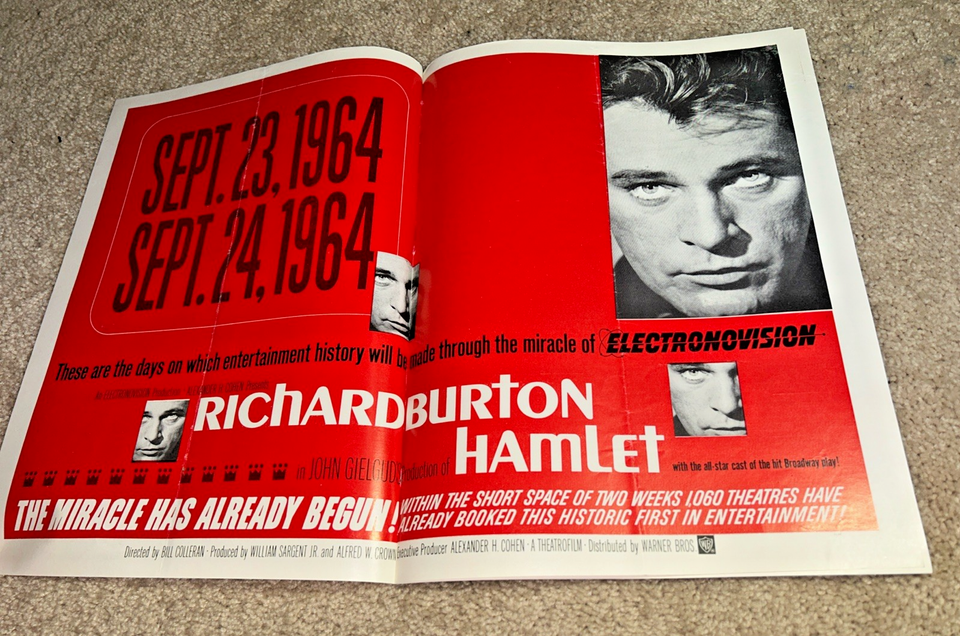 SEPT. 23, 1964
SEPT. 24, 1964
These are the days on which entertainment history will be made through the miracle of ELECTRONOVISION
RICHARD BURTON
HAMLET
in JOHN GIELGUD'S production of
with the all-star cast of the hit Broadway play!
THE MIRACLE HAS ALREADY BEGUN!
WITHIN THE SHORT SPACE OF TWO WEEKS 1,060 THEATRES HAVE
ALREADY BOOKED THIS HISTORIC FIRST IN ENTERTAINMENT!
Directed by BILL COLLERAN · Produced by WILLIAM SARGENT JR. and ALFRED W. CROWN Executive Producer ALEXANDER H. COHEN · A THEATROFILM · Distributed by WARNER BROS.